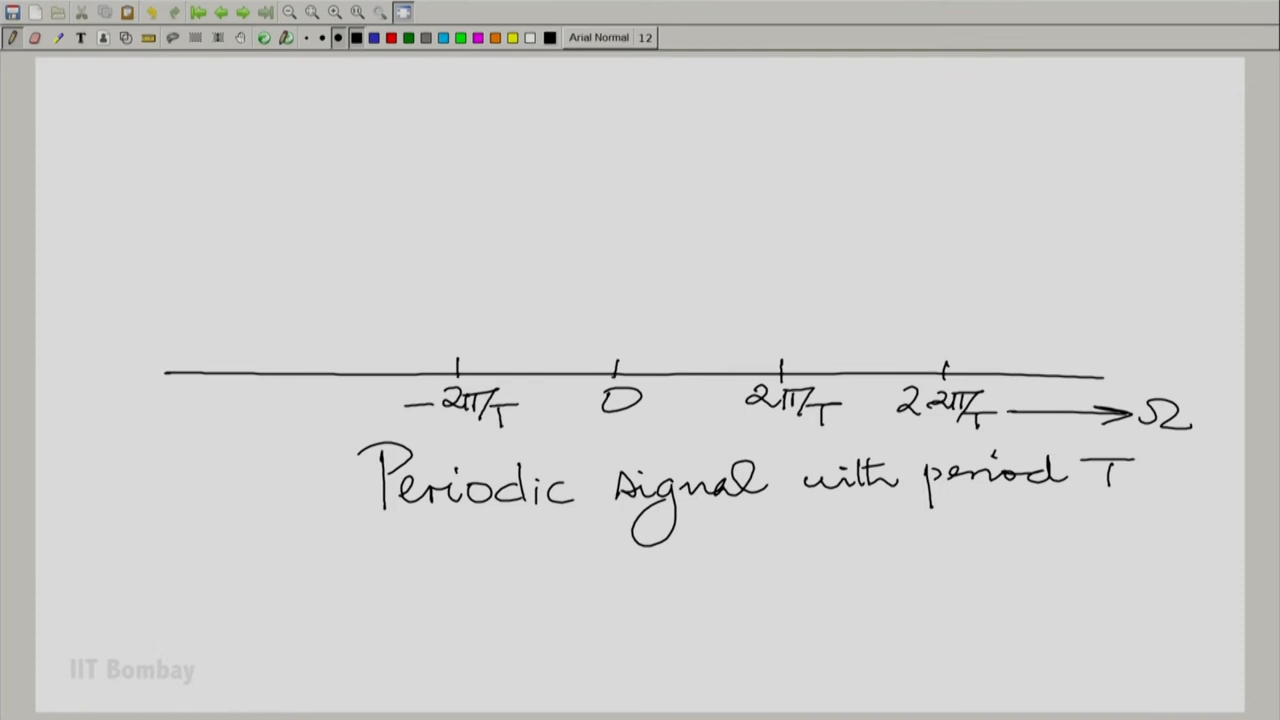 Arial Normal 12
-2π/T 0 2π/T 2·2π/T Ω
Periodic signal with period T
IIT Bombay